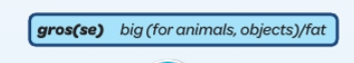 gros(se) big (for animals, objects)/fat